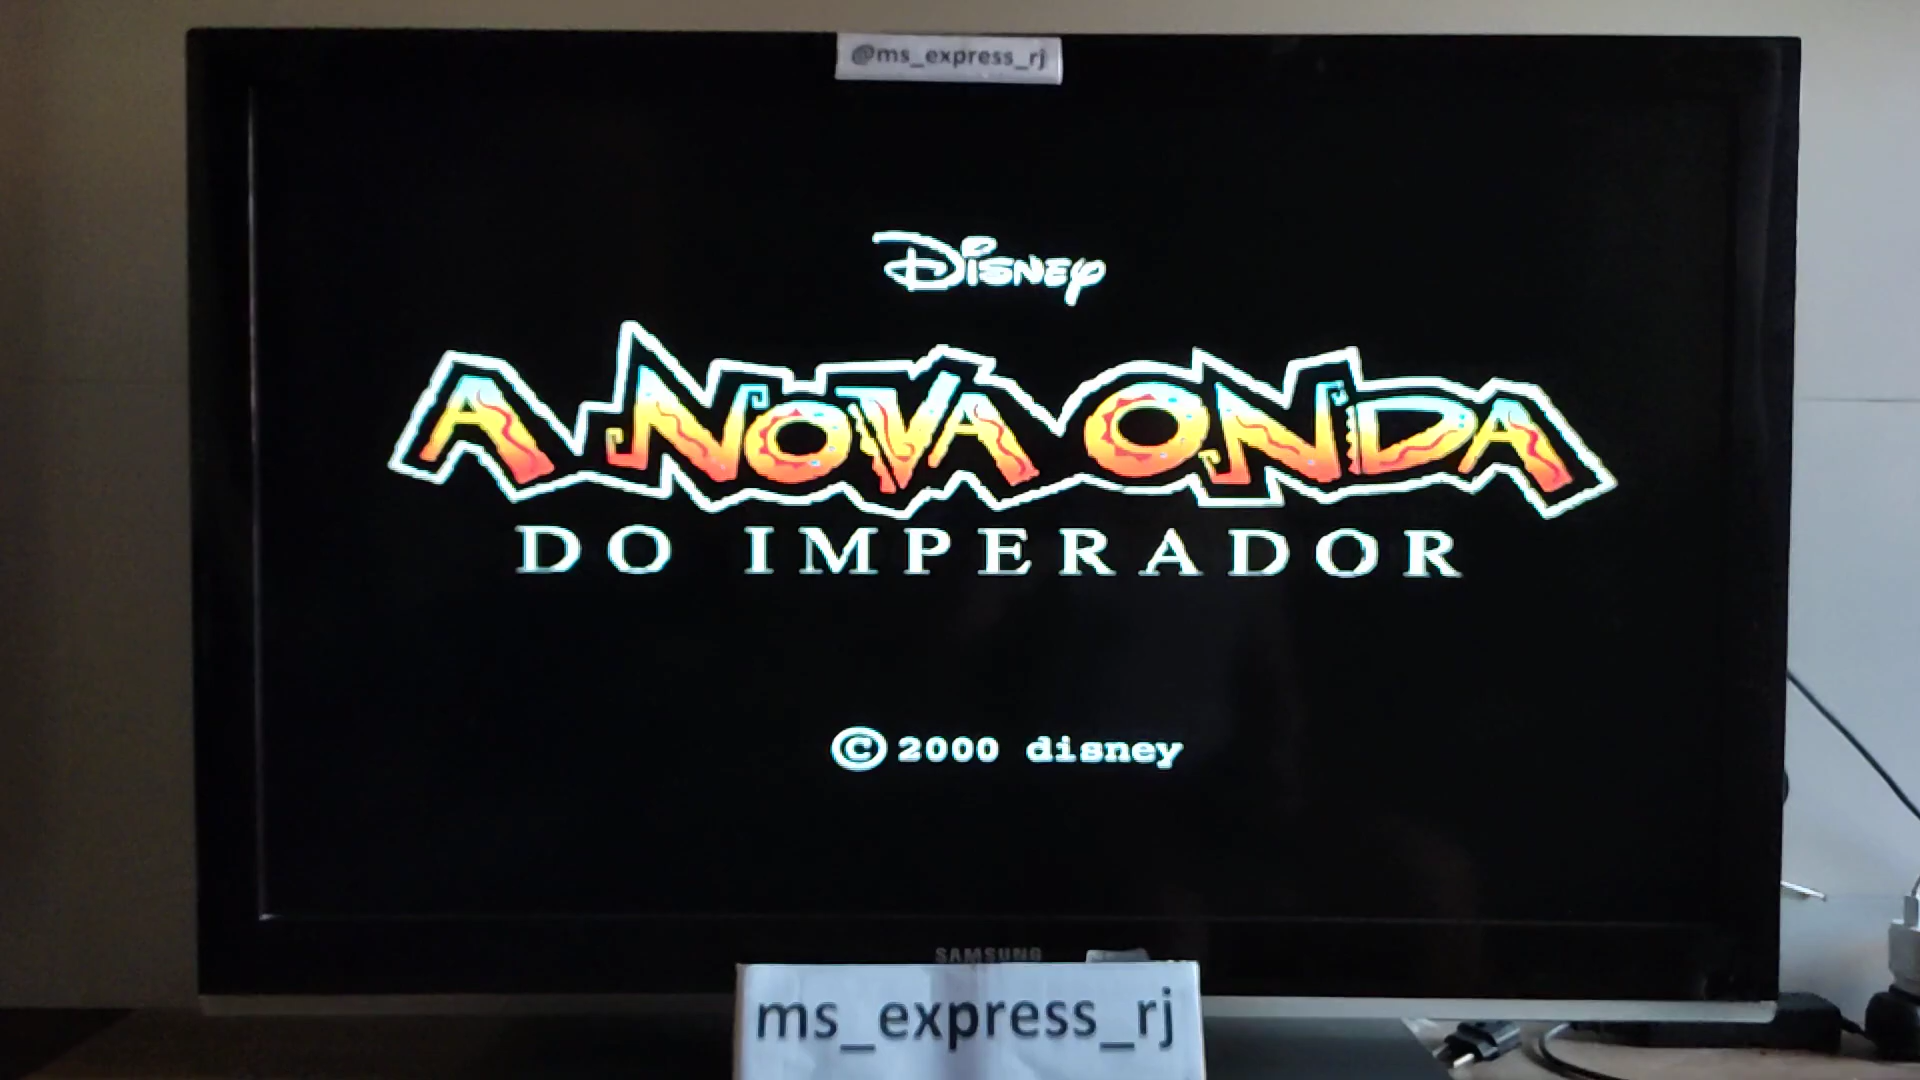 @ms_express_rj
Disney
A NOVA ONDA
DO IMPERADOR
© 2000 disney
SAMSUNG
ms_express_rj